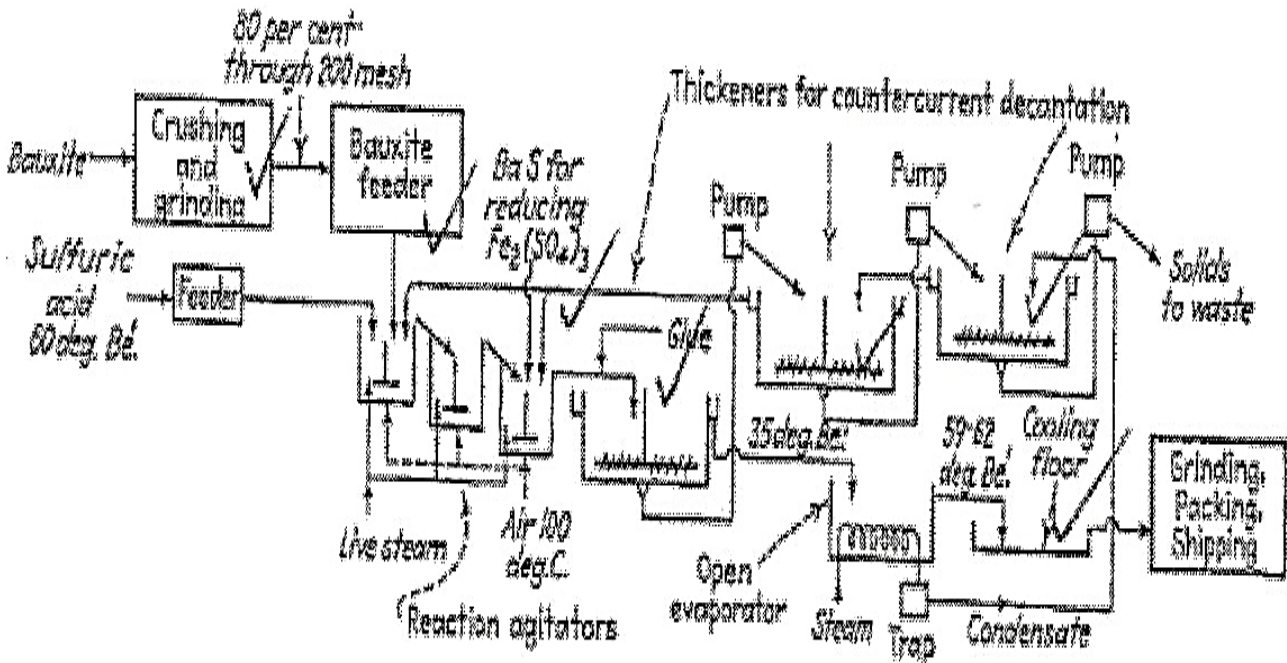 80 per cent
through 200 mesh
Thickeners for countercurrent decantation
Crushing
and
grinding
Bauxite
Bauxite
feeder
Ba S for
reducing
Fe₂(SO₄)₃
Pump
Pump
Pump
Sulfuric
acid
60 deg. Bé.
Feeder
Solids
to waste
Glue
35 deg. Bé.
59-62
deg. Bé.
Cooling
floor
Grinding,
Packing,
Shipping
Live steam
Air 100
deg. C.
Reaction agitators
Open
evaporator
Steam
Trap
Condensate